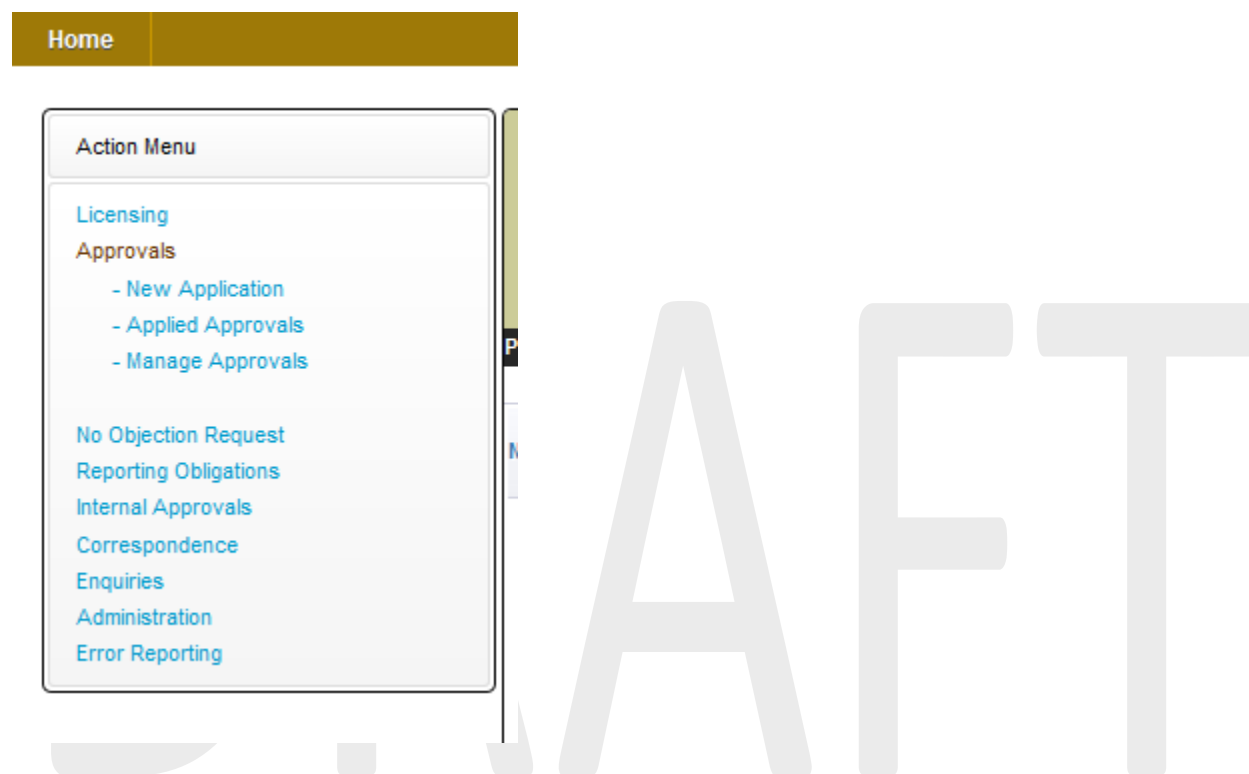 Home
Action Menu
Licensing
Approvals
- New Application
- Applied Approvals
- Manage Approvals
P
No Objection Request
Reporting Obligations
Internal Approvals
Correspondence
Enquiries
Administration
Error Reporting
DRAFT